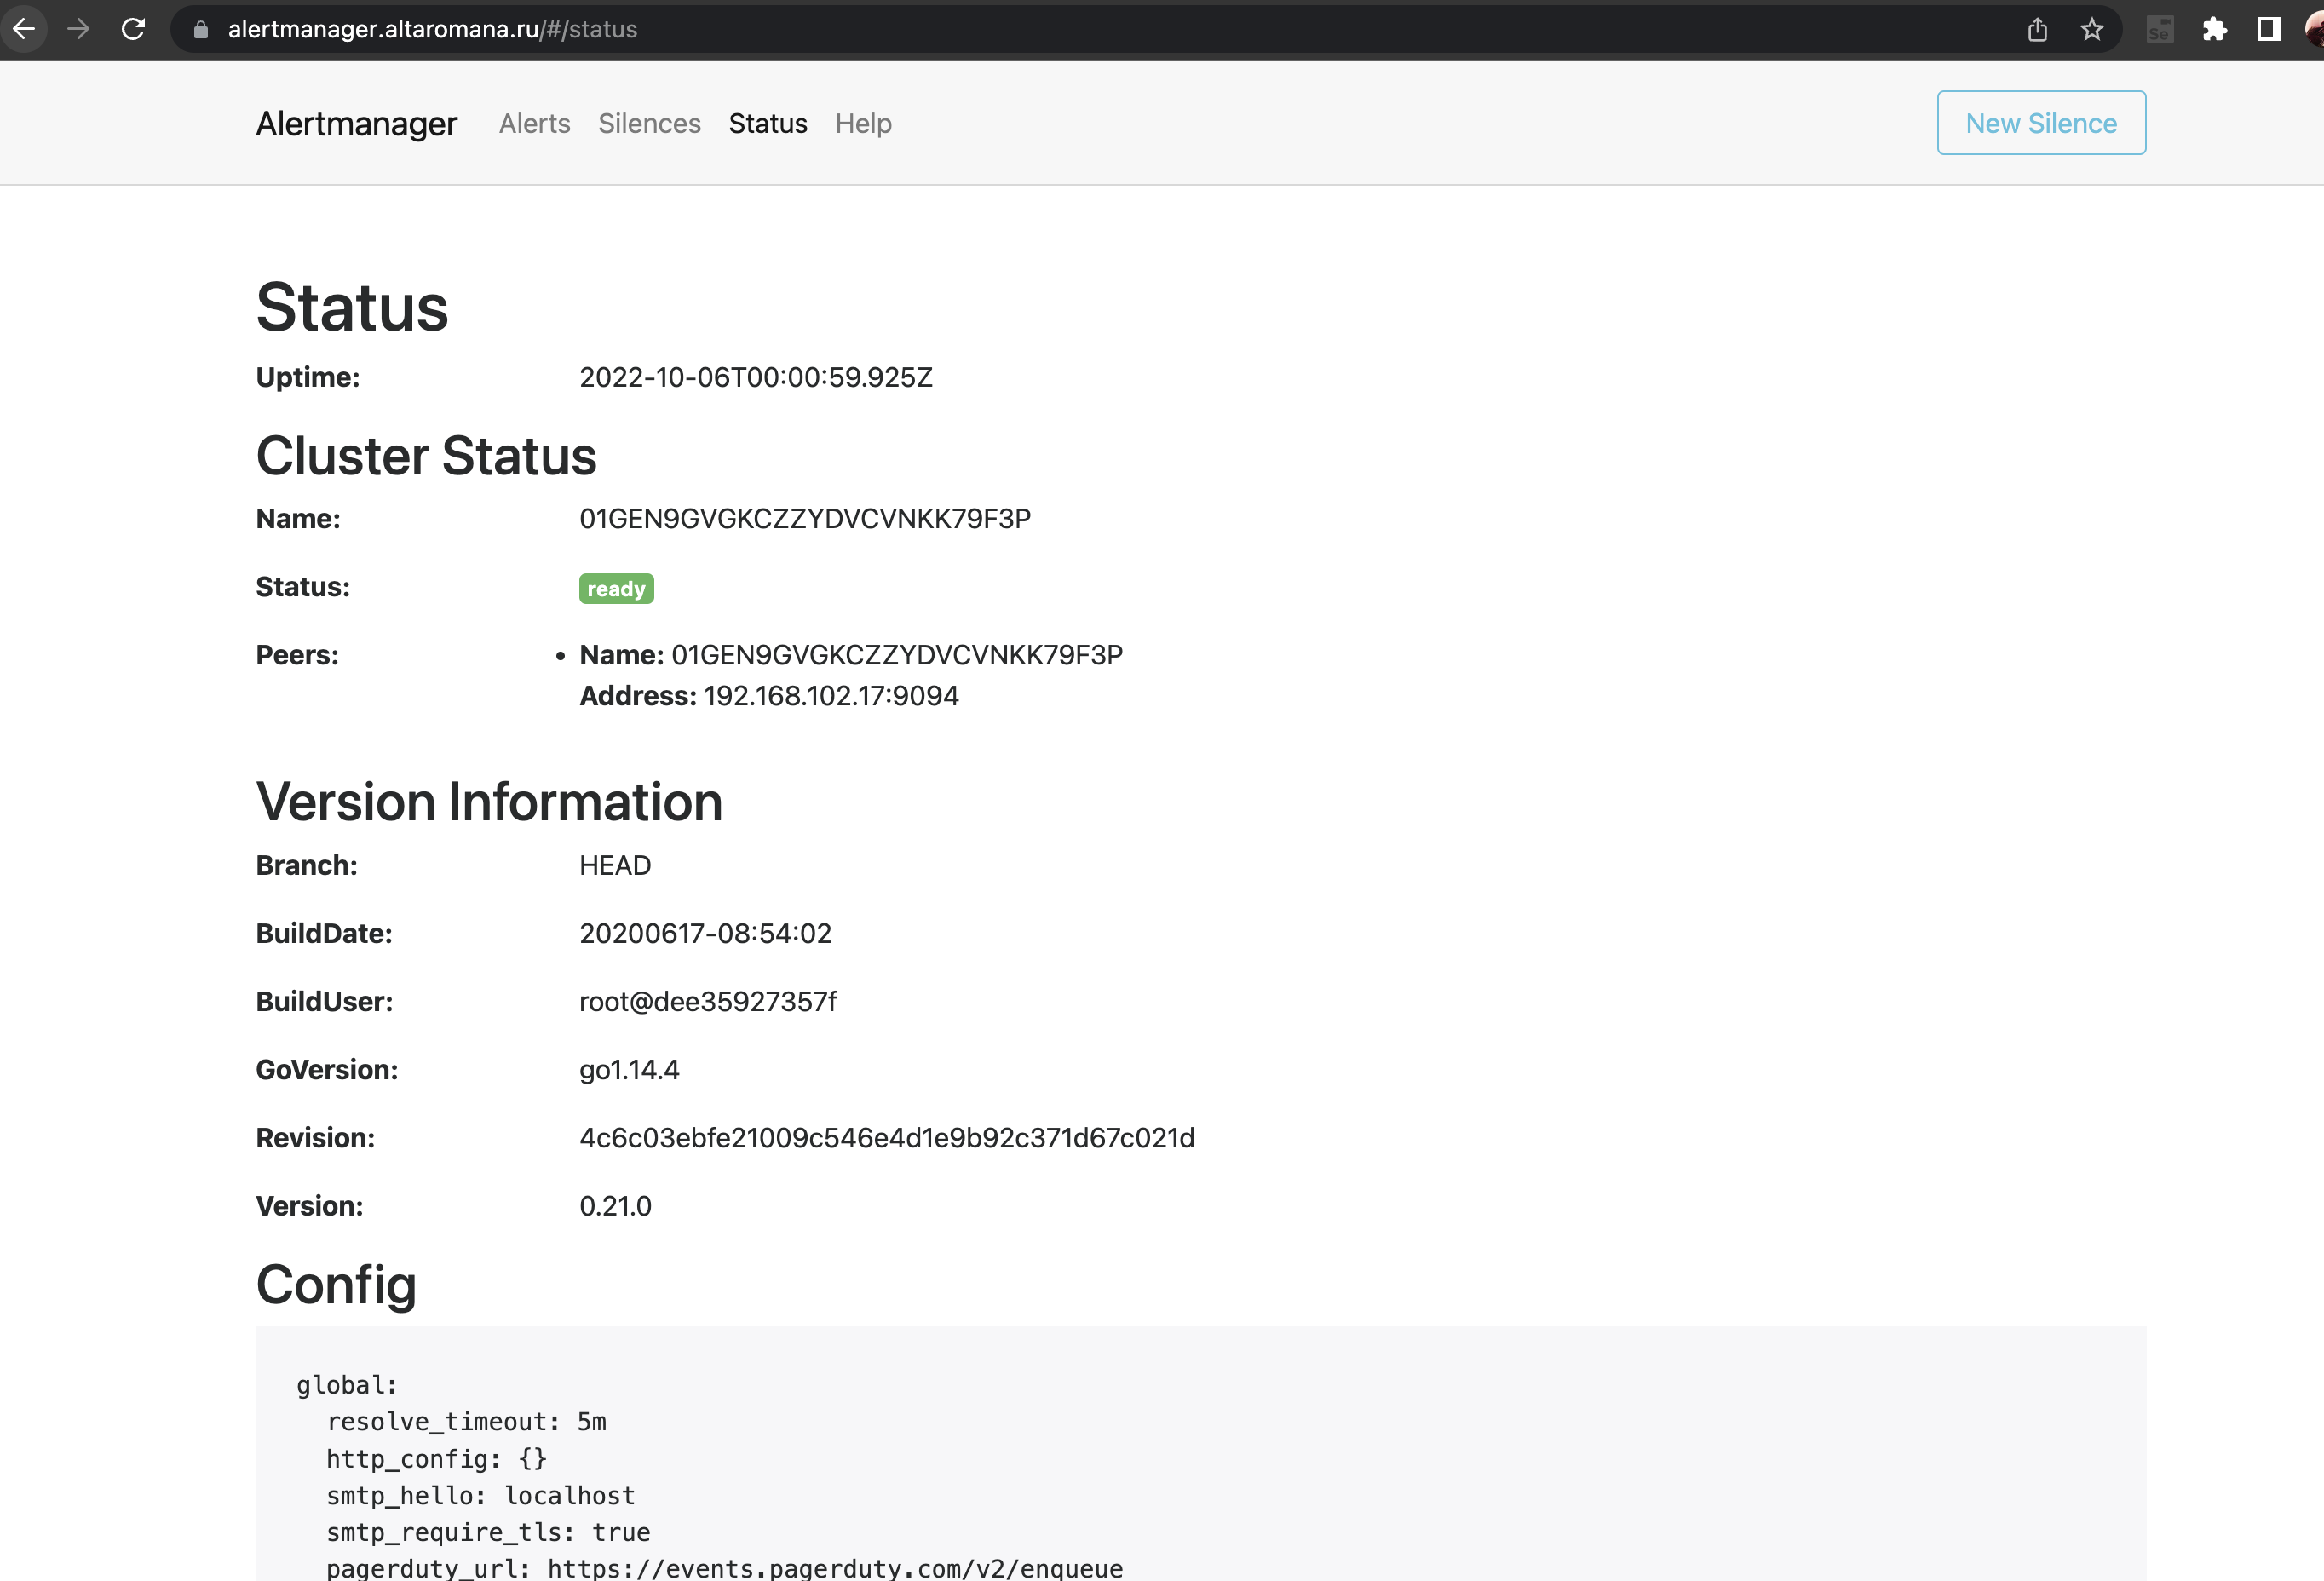 alertmanager.altaromana.ru/#/status
Se
Alertmanager Alerts Silences Status Help New Silence
Status
Uptime: 2022-10-06T00:00:59.925Z
Cluster Status
Name: 01GEN9GVGKCZZYDVCVNKK79F3P
Status: ready
Peers: • Name: 01GEN9GVGKCZZYDVCVNKK79F3P
Address: 192.168.102.17:9094
Version Information
Branch: HEAD
BuildDate: 20200617-08:54:02
BuildUser: root@dee35927357f
GoVersion: go1.14.4
Revision: 4c6c03ebfe21009c546e4d1e9b92c371d67c021d
Version: 0.21.0
Config
global:
  resolve_timeout: 5m
  http_config: {}
  smtp_hello: localhost
  smtp_require_tls: true
  pagerduty_url: https://events.pagerduty.com/v2/enqueue